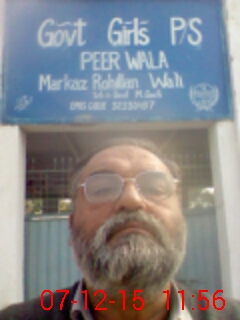 Govt Girls P/S
PEER WALA
Markaz Rohillan Wali
07-12-15 11:56